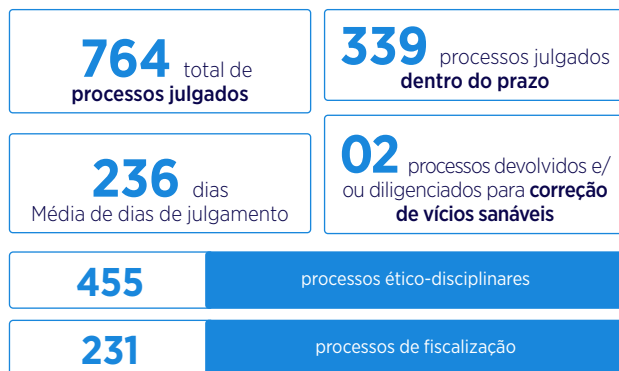 764 total de
processos julgados
339 processos julgados
dentro do prazo
236 dias
Média de dias de julgamento
02 processos devolvidos e/
ou diligenciados para correção
de vícios sanáveis
455 processos ético-disciplinares
231 processos de fiscalização